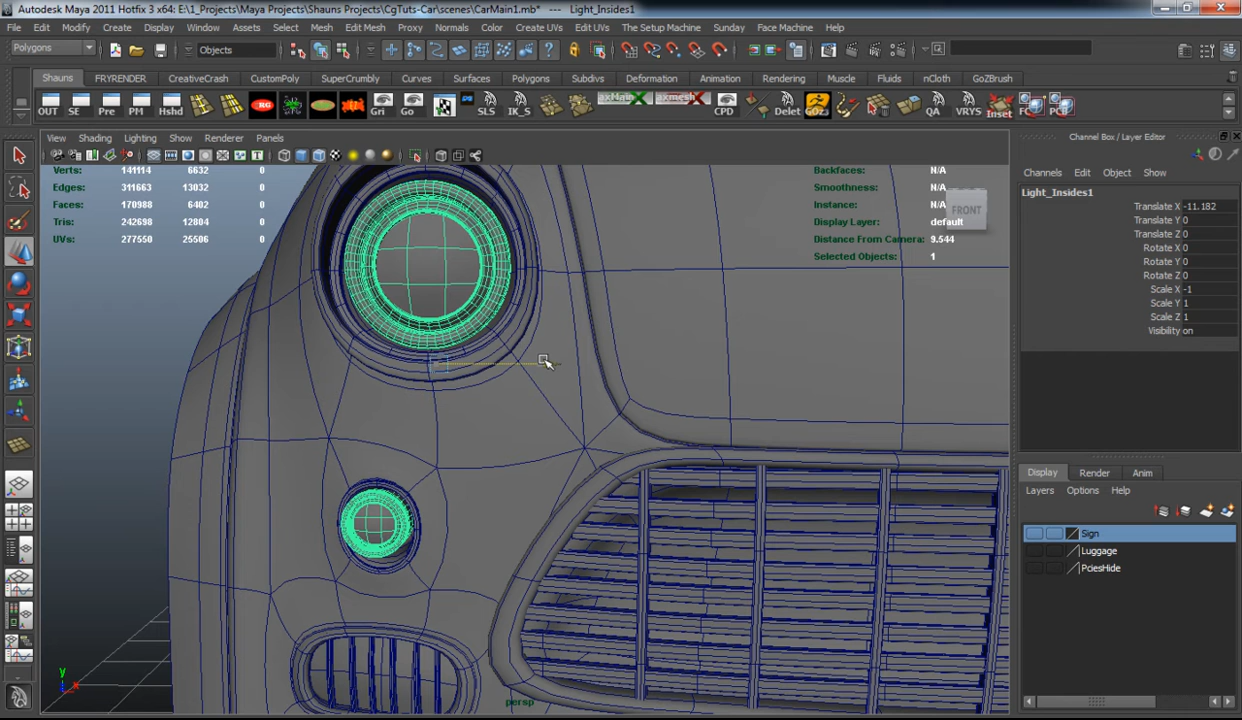 Autodesk Maya 2011 Hotfix 3 x64: E:\1_Projects\Maya Projects\Shauns Projects\CgTuts-Car\scenes\CarMain1.mb* --- Light_Insides1
File Edit Modify Create Display Window Assets Select Mesh Edit Mesh Proxy Normals Color Create UVs Edit UVs The Setup Machine Sunday Face Machine Help
Polygons Objects
Shauns FRYRENDER CreativeCrash CustomPoly SuperCrumbly Curves Surfaces Polygons Subdivs Deformation Animation Rendering Muscle Fluids nCloth GoZBrush
OUT SE Pre PM Hshd Gri Go SLS IK_S axMain axmesh CPD Delet GOZ QA VRYS Inset
View Shading Lighting Show Renderer Panels
Verts: 141114 6632 0
Edges: 311663 13032 0
Faces: 170988 6402 0
Tris: 242698 12804 0
UVs: 277550 25506 0
Backfaces: N/A
Smoothness: N/A
Instance: N/A
Display Layer: default
Distance From Camera: 9.544
Selected Objects: 1
FRONT
y
x
persp
Channel Box / Layer Editor
Channels Edit Object Show
Light_Insides1
Translate X -11.182
Translate Y 0
Translate Z 0
Rotate X 0
Rotate Y 0
Rotate Z 0
Scale X -1
Scale Y 1
Scale Z 1
Visibility on
Display Render Anim
Layers Options Help
Sign
Luggage
PciesHide